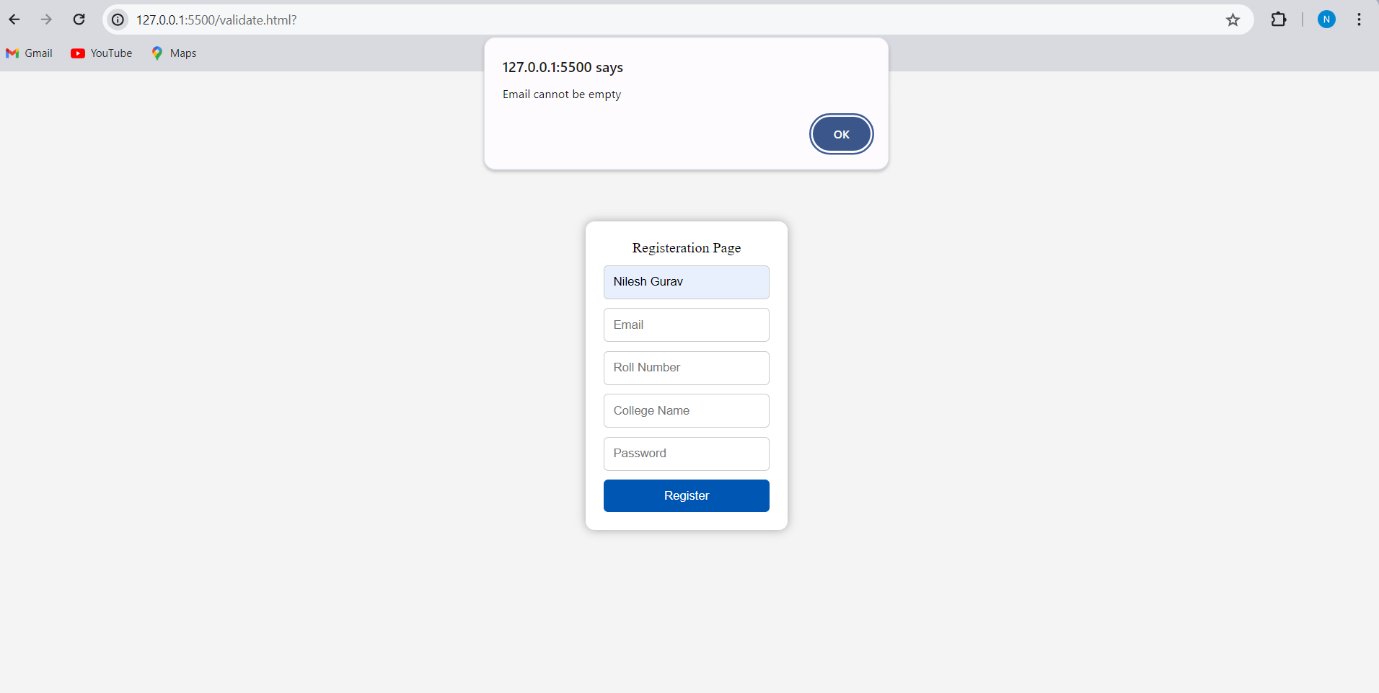 127.0.0.1:5500/validate.html?
N
Gmail YouTube Maps
127.0.0.1:5500 says
Email cannot be empty
OK
Registeration Page
Nilesh Gurav
Email
Roll Number
College Name
Password
Register